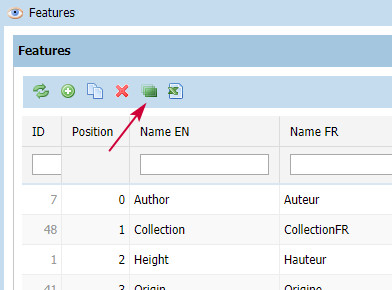 Features
Features
ID Position Name EN Name FR
7 0 Author Auteur
48 1 Collection CollectionFR
1 2 Height Hauteur
41 3 Origin Origine